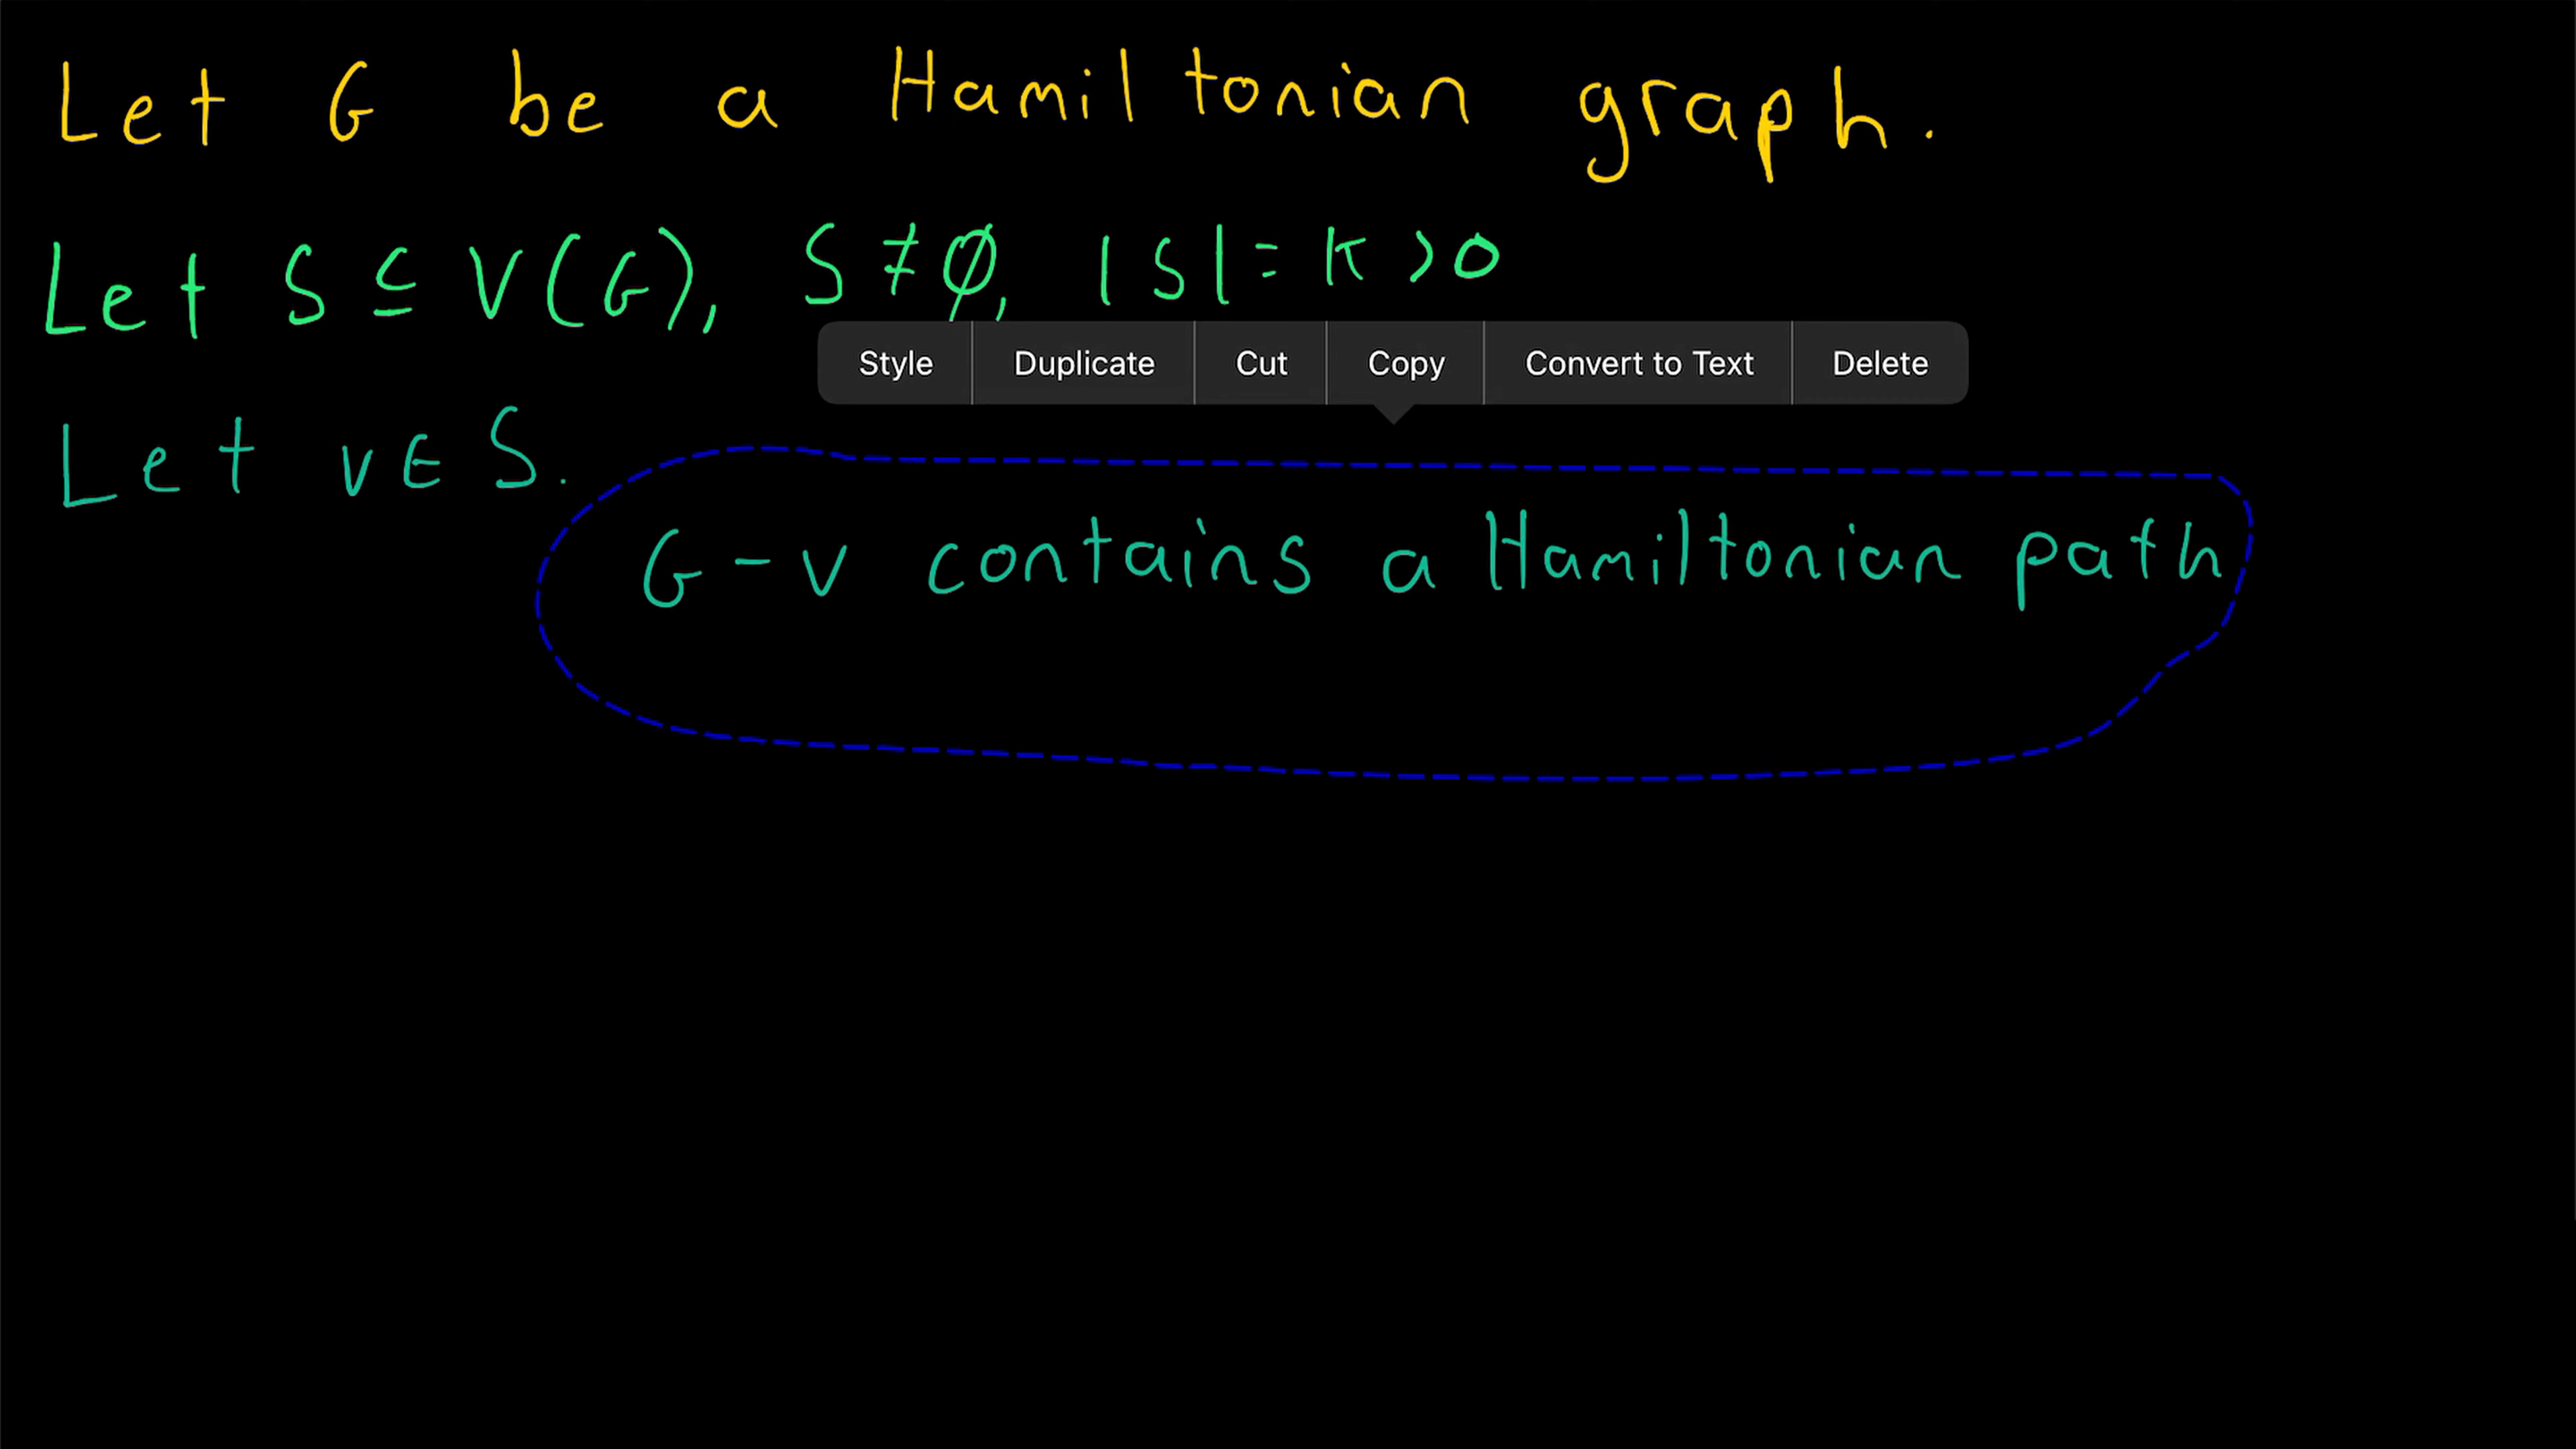 Let G be a Hamiltonian graph.
Let S ⊆ V(G), S ≠ ∅, |S| = k > 0
Style Duplicate Cut Copy Convert to Text Delete
Let v ∈ S.
G - v contains a Hamiltonian path